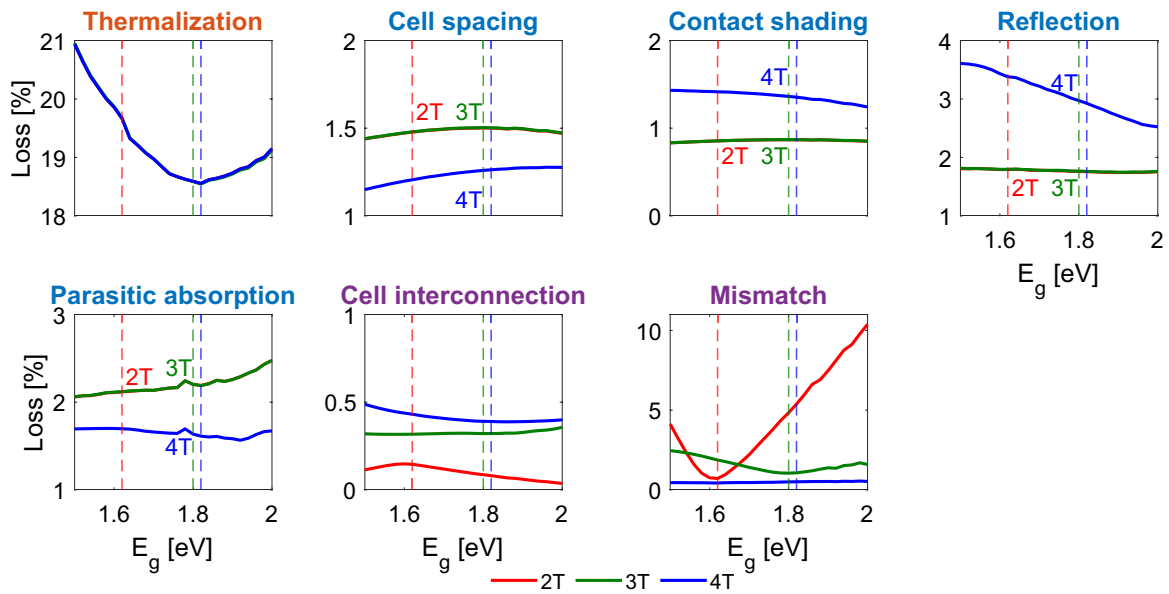 Thermalization
Cell spacing
Contact shading
Reflection
Loss [%]
21
20
19
18
2
1.5
1
2T
3T
4T
2
1
0
4T
2T
3T
4
3
2
1
4T
2T
3T
1.6
1.8
2
E_g [eV]
Parasitic absorption
Cell interconnection
Mismatch
Loss [%]
3
2
1
2T
3T
4T
1.6
1.8
2
E_g [eV]
1
0.5
0
1.6
1.8
2
E_g [eV]
10
5
0
1.6
1.8
2
E_g [eV]
2T
3T
4T